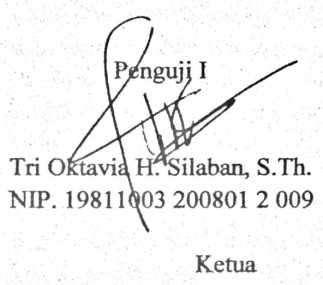 Penguji I
Tri Oktavia H. Silaban, S.Th.
NIP. 19811003 200801 2 009
Ketua